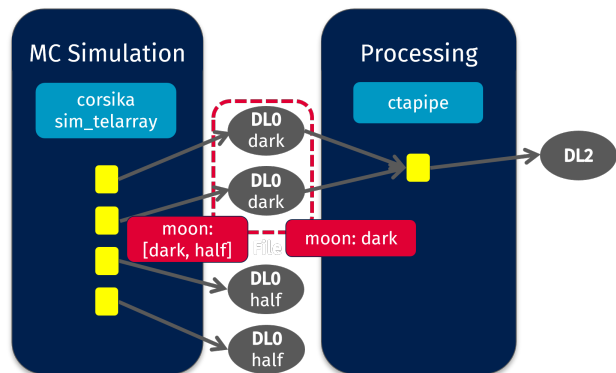 MC Simulation
Processing
corsika
sim_telarray
ctapipe
DL0
dark
DL0
dark
DL2
moon:
[dark, half]
moon: dark
File
DL0
half
DL0
half